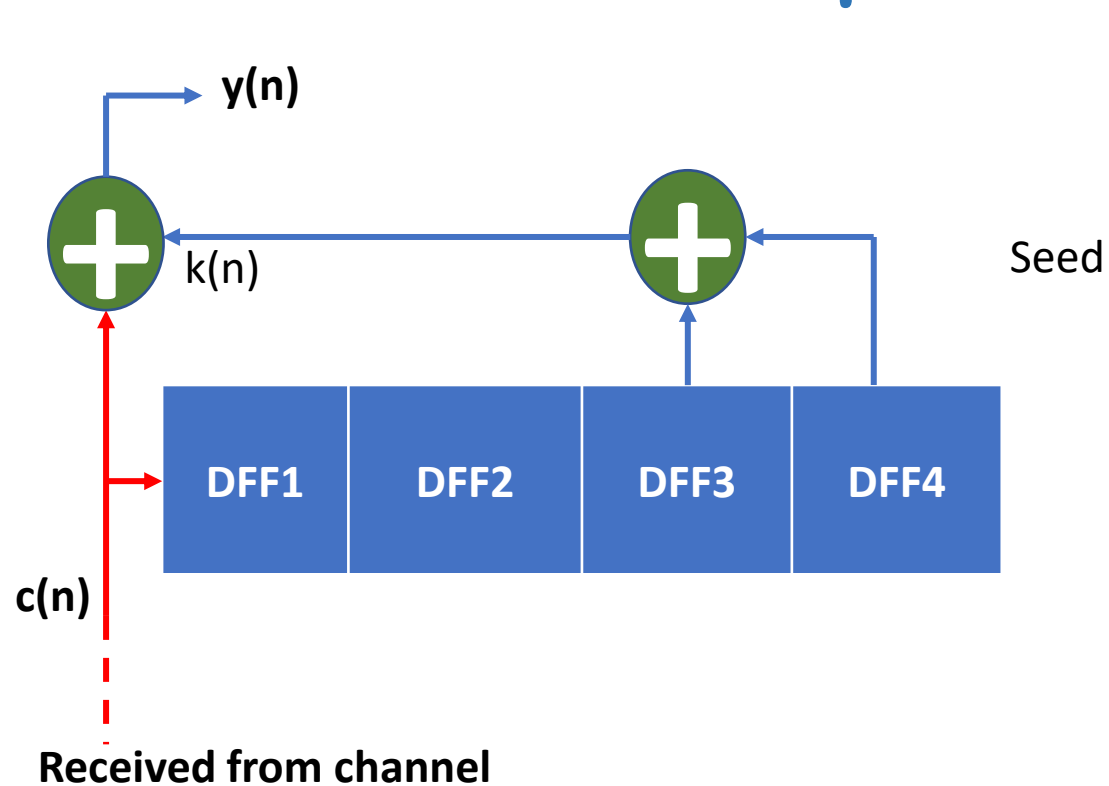 y(n)
k(n)
Seed
DFF1
DFF2
DFF3
DFF4
c(n)
Received from channel